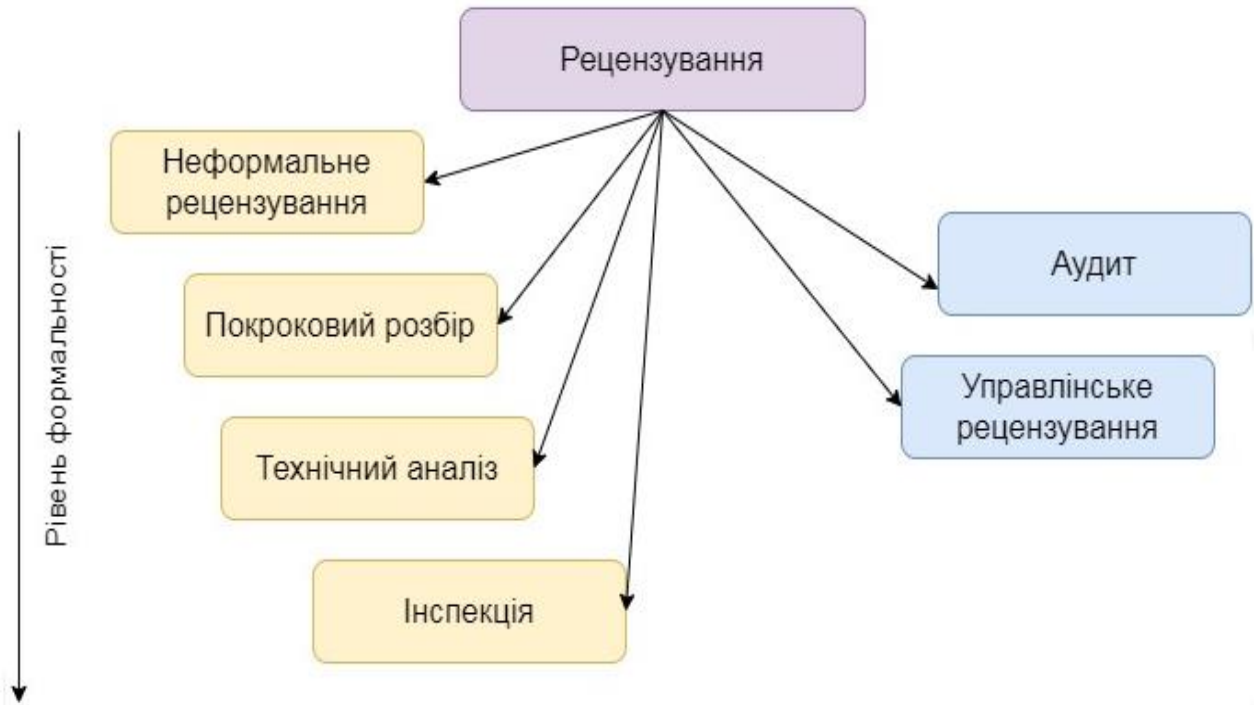 Рецензування
Неформальне
рецензування
Покроковий розбір
Технічний аналіз
Інспекція
Аудит
Управлінське
рецензування
Рівень формальності